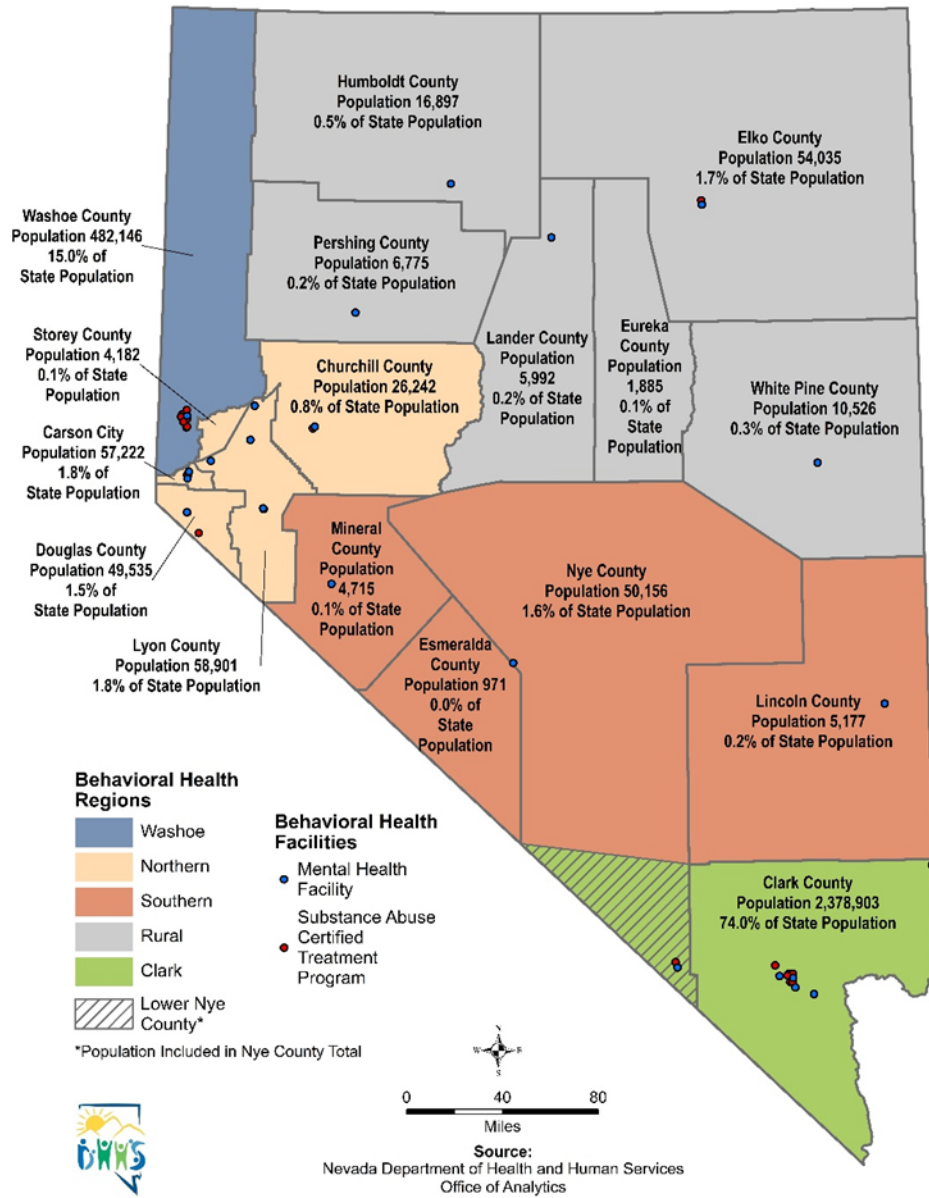 Humboldt County
Population 16,897
0.5% of State Population
Elko County
Population 54,035
1.7% of State Population
Washoe County
Population 482,146
15.0% of
State Population
Pershing County
Population 6,775
0.2% of State Population
Storey County
Population 4,182
0.1% of State
Population
Churchill County
Population 26,242
0.8% of State Population
Lander County
Population
5,992
0.2% of State
Population
Eureka
County
Population
1,885
0.1% of
State
Population
White Pine County
Population 10,526
0.3% of State Population
Carson City
Population 57,222
1.8% of
State Population
Douglas County
Population 49,535
1.5% of
State Population
Mineral
County
Population
4,715
0.1% of State
Population
Nye County
Population 50,156
1.6% of State Population
Lyon County
Population 58,901
1.8% of State Population
Esmeralda
County
Population 971
0.0% of
State
Population
Lincoln County
Population 5,177
0.2% of State Population
Clark County
Population 2,378,903
74.0% of State Population
Behavioral Health
Regions
Washoe
Northern
Southern
Rural
Clark
Lower Nye
County*
*Population Included in Nye County Total
Behavioral Health
Facilities
Mental Health
Facility
Substance Abuse
Certified
Treatment
Program
N
W E
S
0 40 80
Miles
Source:
Nevada Department of Health and Human Services
Office of Analytics
DHHS